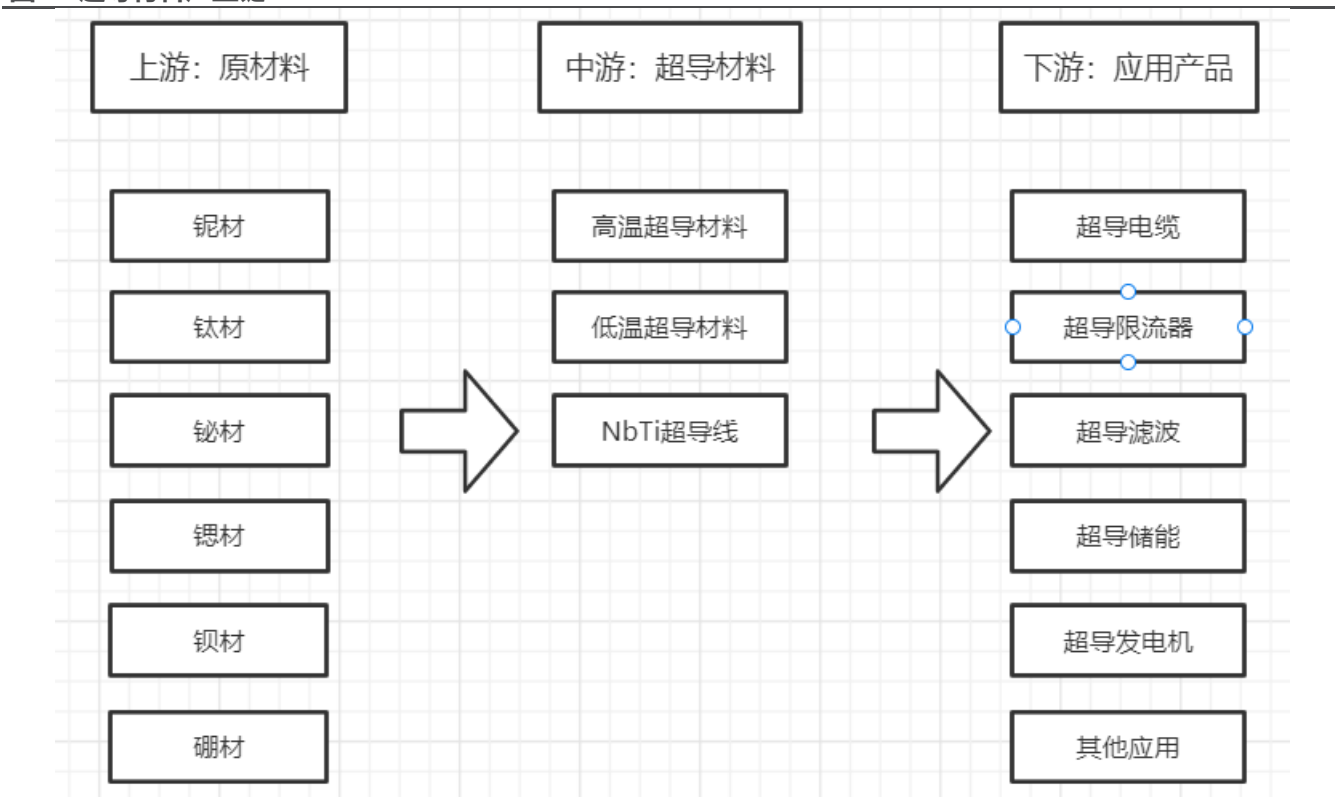 上游：原材料
中游：超导材料
下游：应用产品
铌材
高温超导材料
超导电缆
钛材
低温超导材料
超导限流器
铋材
NbTi超导线
超导滤波
锶材
超导储能
钡材
超导发电机
硼材
其他应用